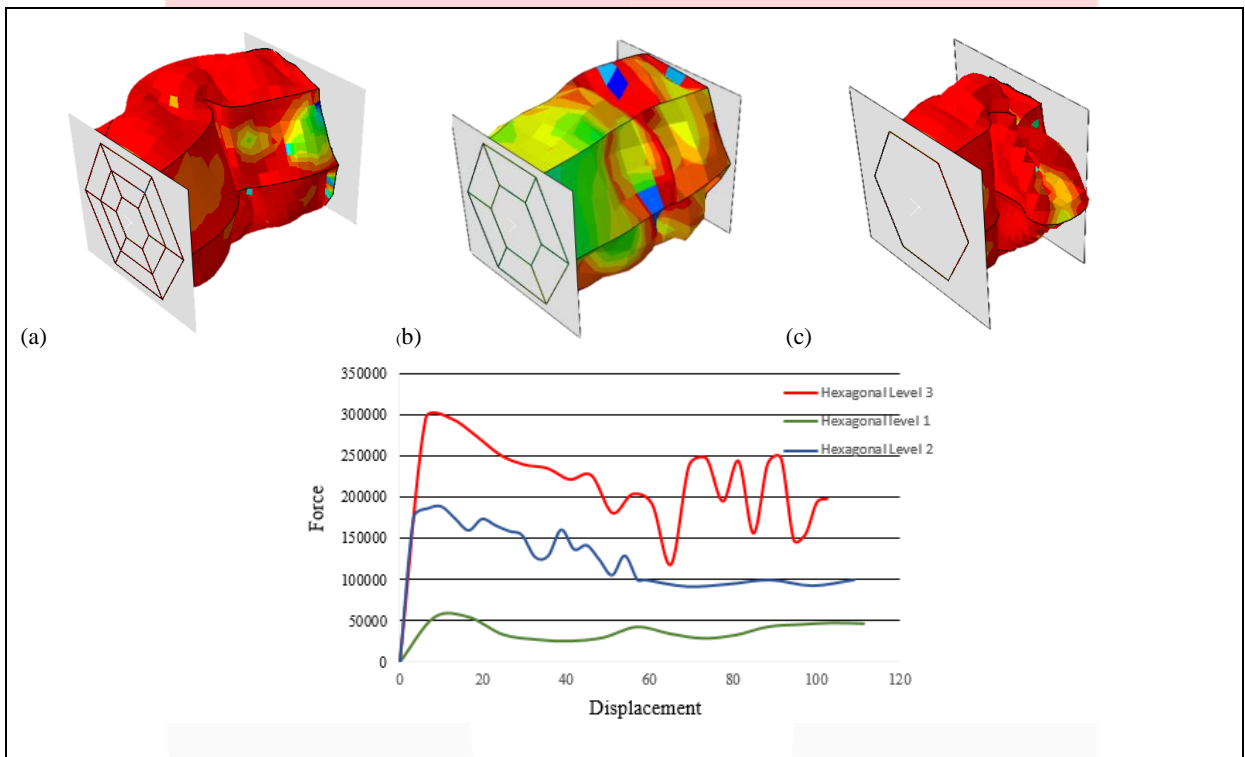 (a)
(b)
(c)
350000
300000
250000
200000
150000
100000
50000
0
Force
Hexagonal Level 3
Hexagonal level 1
Hexagonal Level 2
0 20 40 60 80 100 120
Displacement